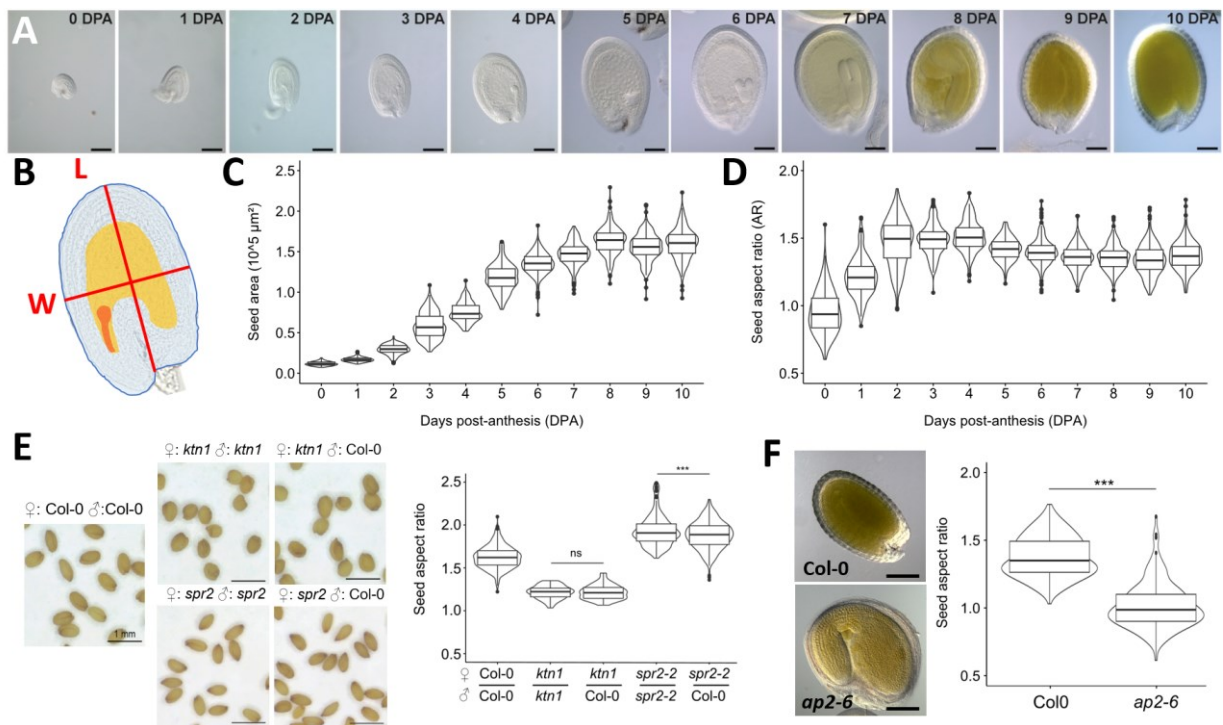 A
0 DPA
1 DPA
2 DPA
3 DPA
4 DPA
5 DPA
6 DPA
7 DPA
8 DPA
9 DPA
10 DPA
B
L
W
C
Seed area (10^5 µm²)
2.5
2.0
1.5
1.0
0.5
0.0
0 1 2 3 4 5 6 7 8 9 10
Days post-anthesis (DPA)
D
Seed aspect ratio (AR)
2.0
1.5
1.0
0.5
0 1 2 3 4 5 6 7 8 9 10
Days post-anthesis (DPA)
E
♀: Col-0 ♂:Col-0
1 mm
♀: ktn1 ♂: ktn1
♀: ktn1 ♂: Col-0
♀: spr2 ♂: spr2
♀: spr2 ♂: Col-0
Seed aspect ratio
2.5
2.0
1.5
1.0
0.5
ns
***
♀ Col-0 ktn1 ktn1 spr2-2 spr2-2
♂ Col-0 ktn1 Col-0 spr2-2 Col-0
F
Col-0
ap2-6
Seed aspect ratio
2.0
1.5
1.0
0.5
***
Col0 ap2-6